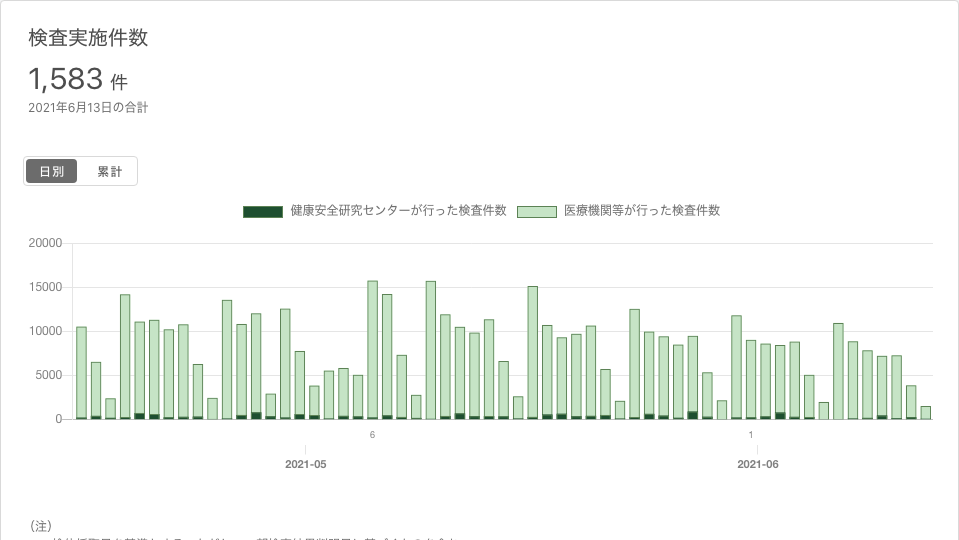 検査実施件数
1,583 件
2021年6月13日の合計
日別 累計
健康安全研究センターが行った検査件数 医療機関等が行った検査件数
20000
15000
10000
5000
0
6 1
2021-05 2021-06
（注）